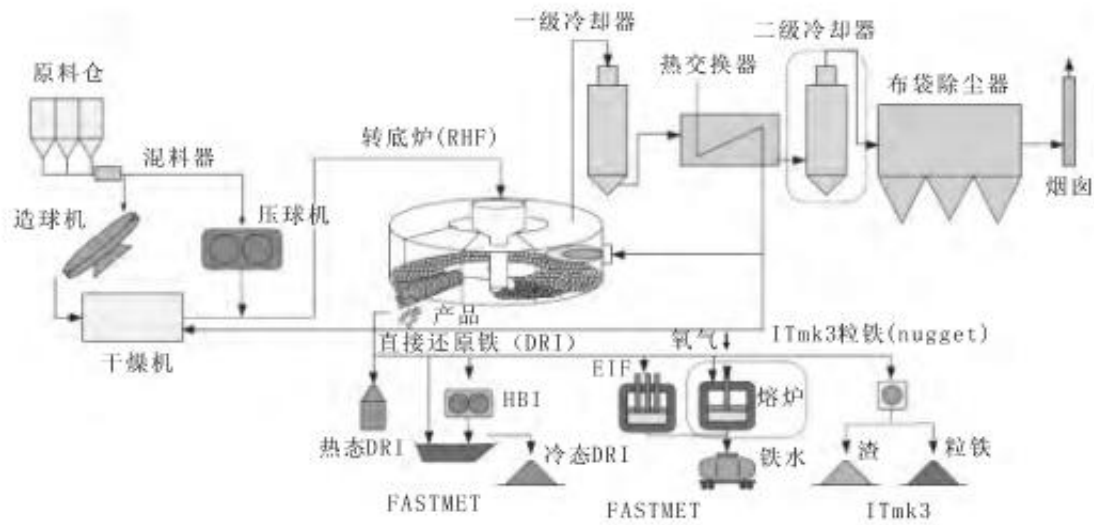 一级冷却器
二级冷却器
原料仓
热交换器
布袋除尘器
转底炉(RHF)
混料器
烟囱
造球机
压球机
产品
干燥机
直接还原铁（DRI）
氧气
ITmk3粒铁(nugget)
EIF
HBI
熔炉
热态DRI
冷态DRI
铁水
渣
粒铁
FASTMET
FASTMET
ITmk3